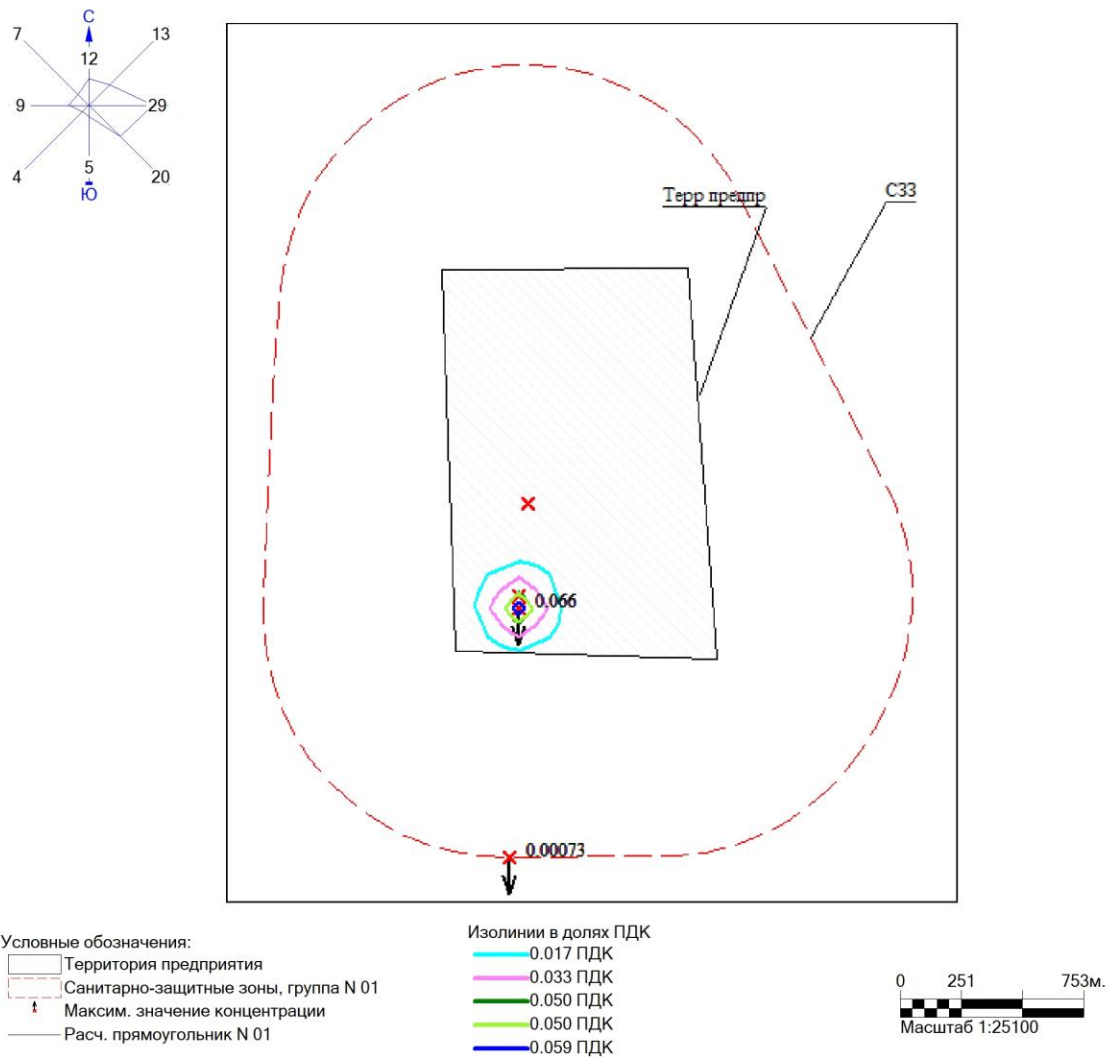 С
7
13
12
9
29
4
5
20
Ю
Терр предпр
СЗЗ
0.066
0.00073
Условные обозначения:
Территория предприятия
Санитарно-защитные зоны, группа N 01
Максим. значение концентрации
Расч. прямоугольник N 01
Изолинии в долях ПДК
0.017 ПДК
0.033 ПДК
0.050 ПДК
0.050 ПДК
0.059 ПДК
0 251 753м.
Масштаб 1:25100